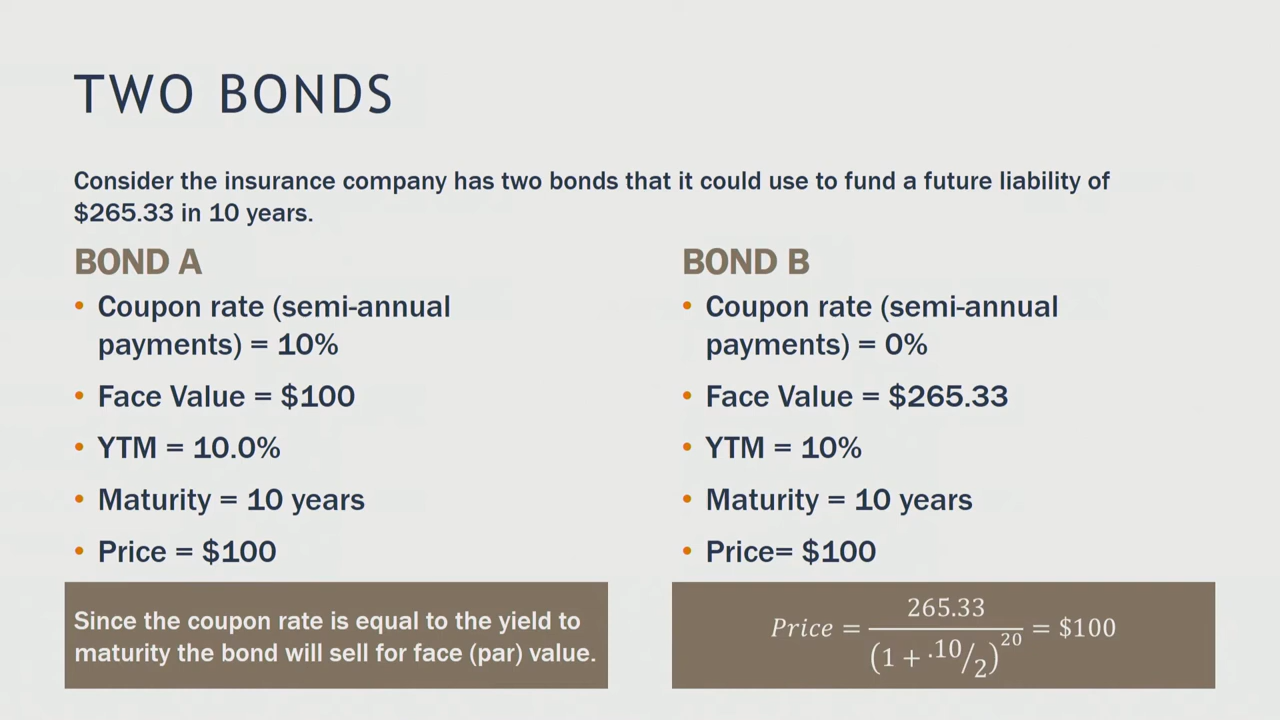 TWO BONDS
Consider the insurance company has two bonds that it could use to fund a future liability of
$265.33 in 10 years.
BOND A
• Coupon rate (semi-annual
payments) = 10%
• Face Value = $100
• YTM = 10.0%
• Maturity = 10 years
• Price = $100
Since the coupon rate is equal to the yield to
maturity the bond will sell for face (par) value.
BOND B
• Coupon rate (semi-annual
payments) = 0%
• Face Value = $265.33
• YTM = 10%
• Maturity = 10 years
• Price= $100
Price = 265.33 / (1 + .10/2)^20 = $100